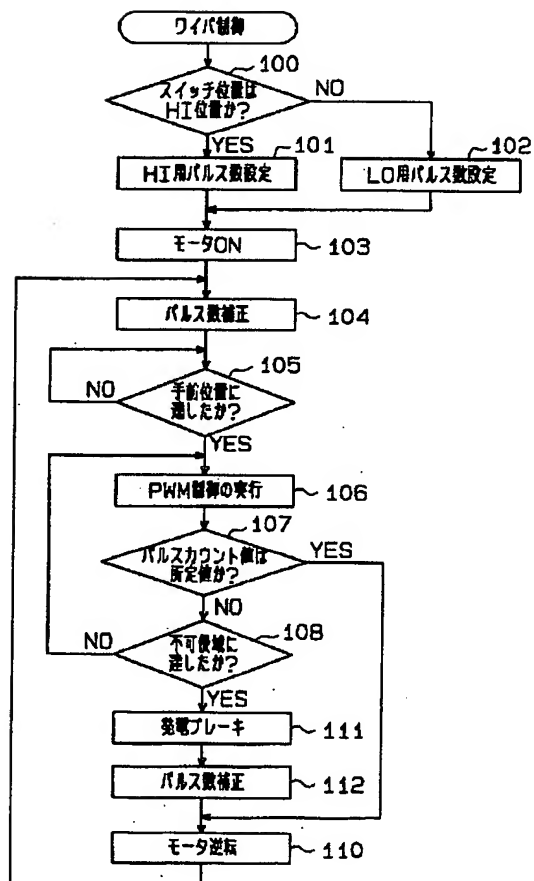 ワイパ制御
100
スイッチ位置は
HI位置か?
NO
YES
101
102
HI用パルス数設定
LO用パルス数設定
モータON
103
パルス数補正
104
105
手前位置に
達したか?
NO
YES
PWM制御の実行
106
107
パルスカウント値は
所定値か?
YES
NO
108
不可侵域に
達したか?
NO
YES
発電ブレーキ
111
パルス数補正
112
モータ逆転
110